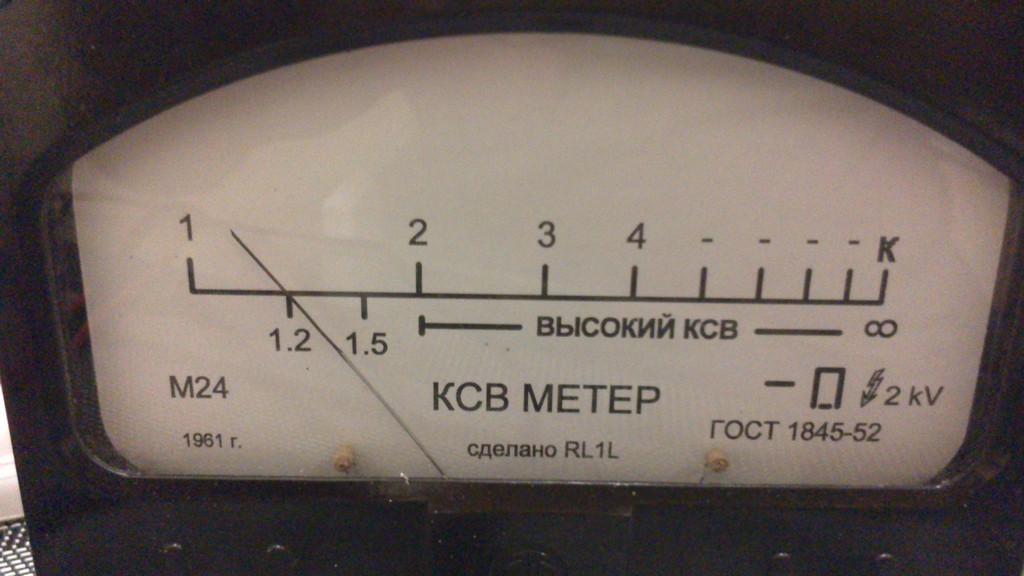 1 2 3 4 - - - - К
1.2 1.5 ВЫСОКИЙ КСВ ∞
М24 КСВ МЕТЕР 2 kV
1961 г. сделано RL1L ГОСТ 1845-52